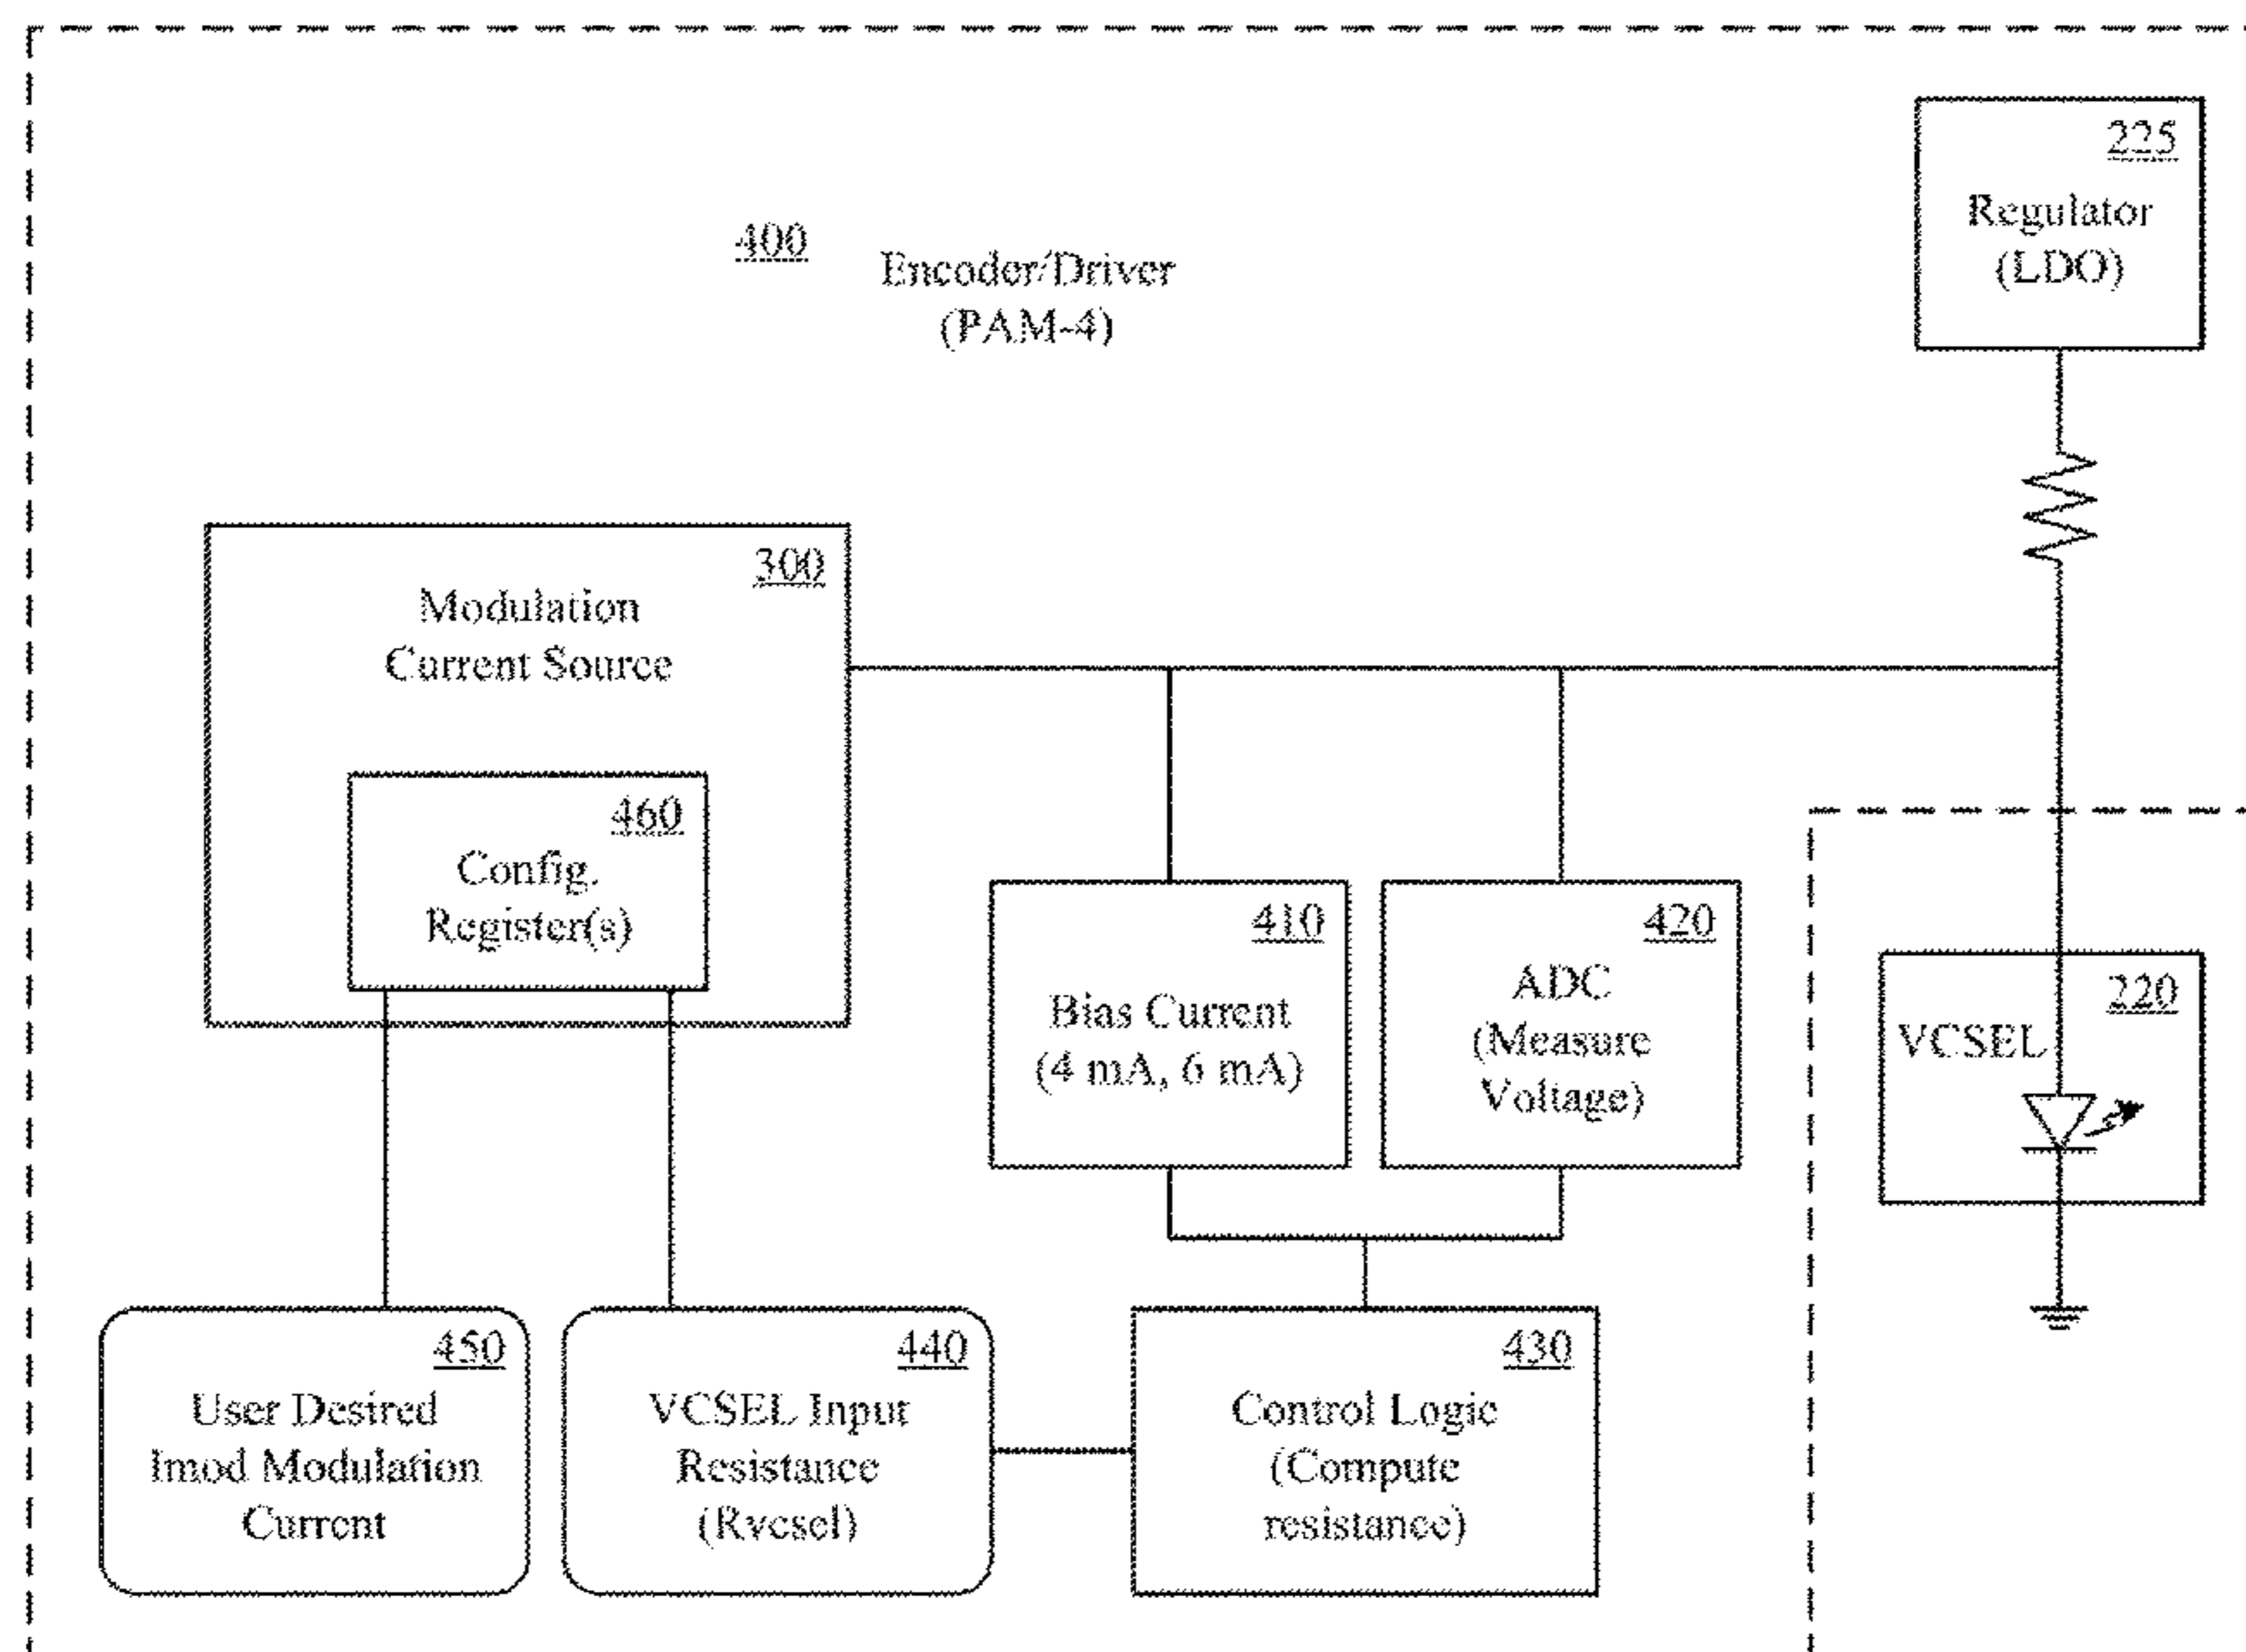 225
Regulator
(LDO)
400
Encoder/Driver
(PAM-4)
300
Modulation
Current Source
460
Config.
Register(s)
410
Bias Current
(4 mA, 6 mA)
420
ADC
(Measure
Voltage)
220
VCSEL
450
User Desired
Imod Modulation
Current
440
VCSEL Input
Resistance
(Rvcsel)
430
Control Logic
(Compute
resistance)